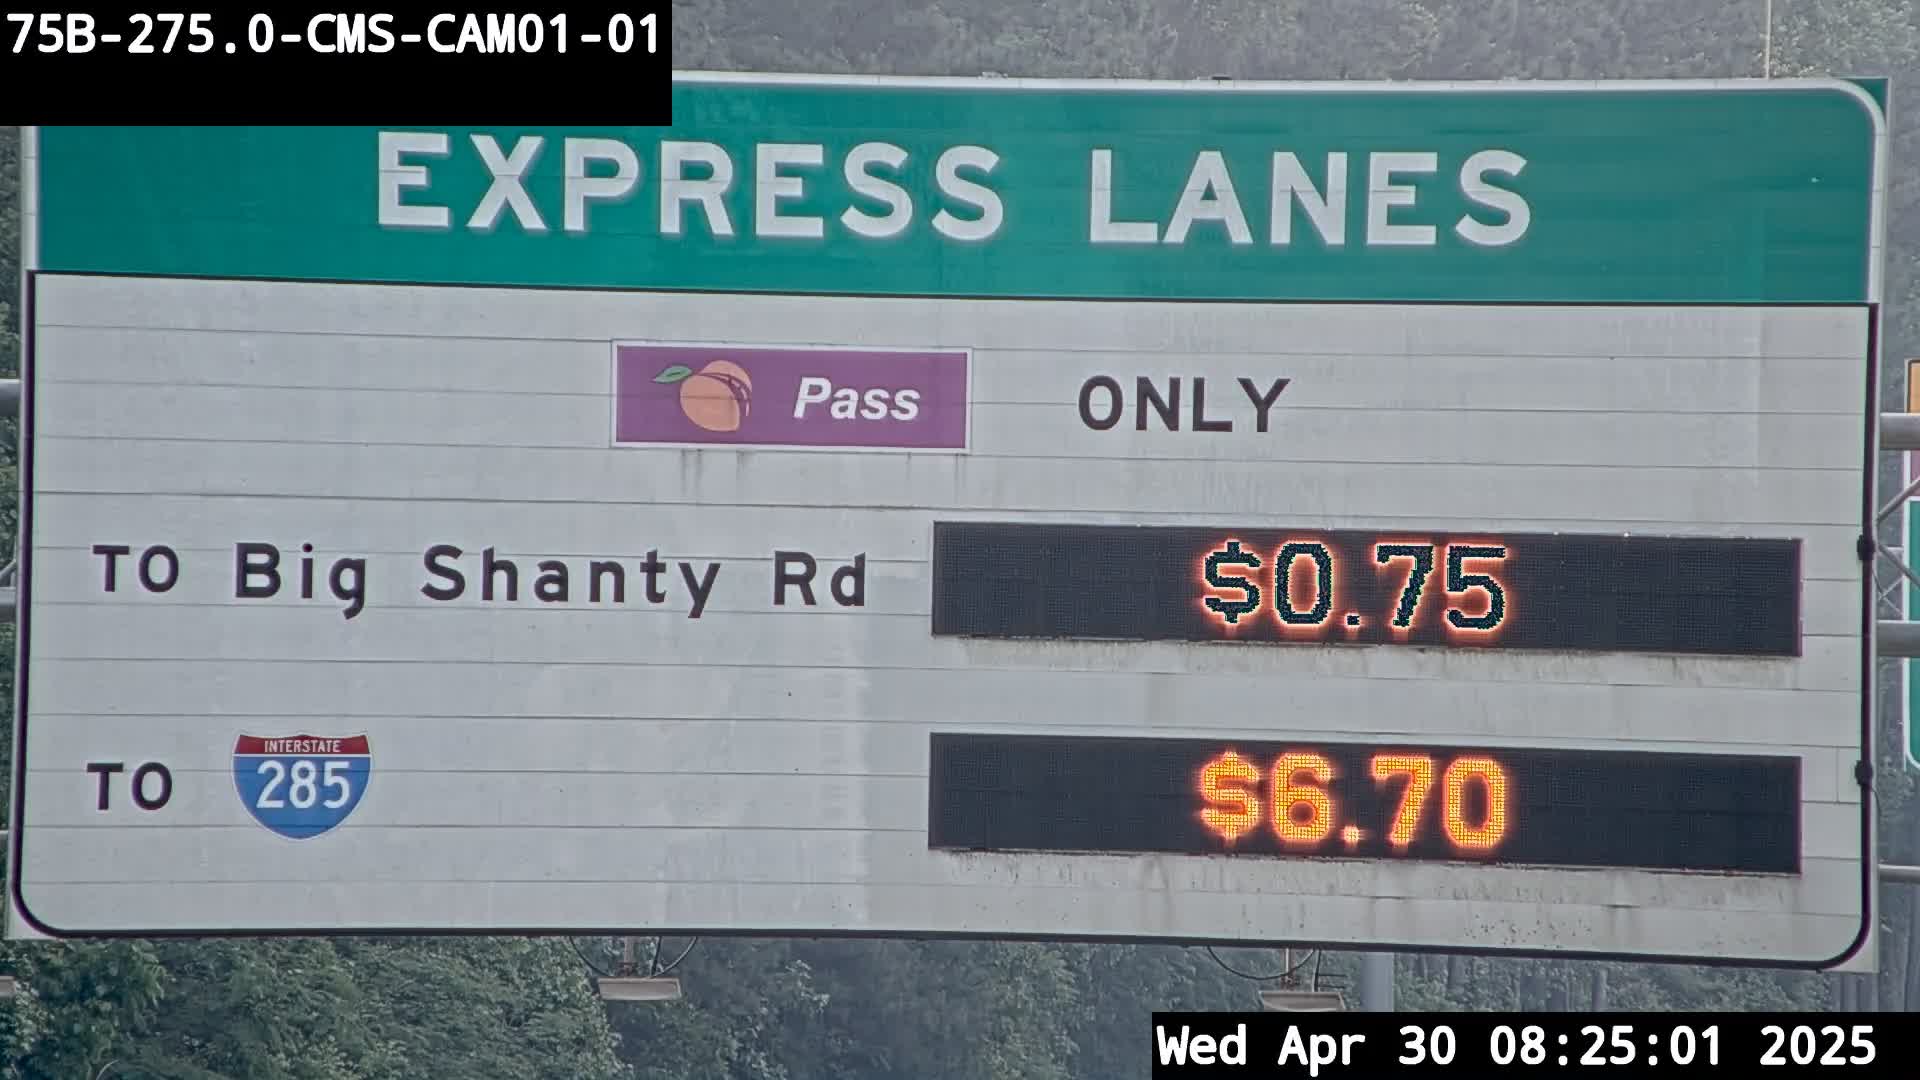 75B-275.0-CMS-CAM01-01
EXPRESS LANES
Pass ONLY
TO Big Shanty Rd $0.75
TO INTERSTATE 285 $6.70
Wed Apr 30 08:25:01 2025